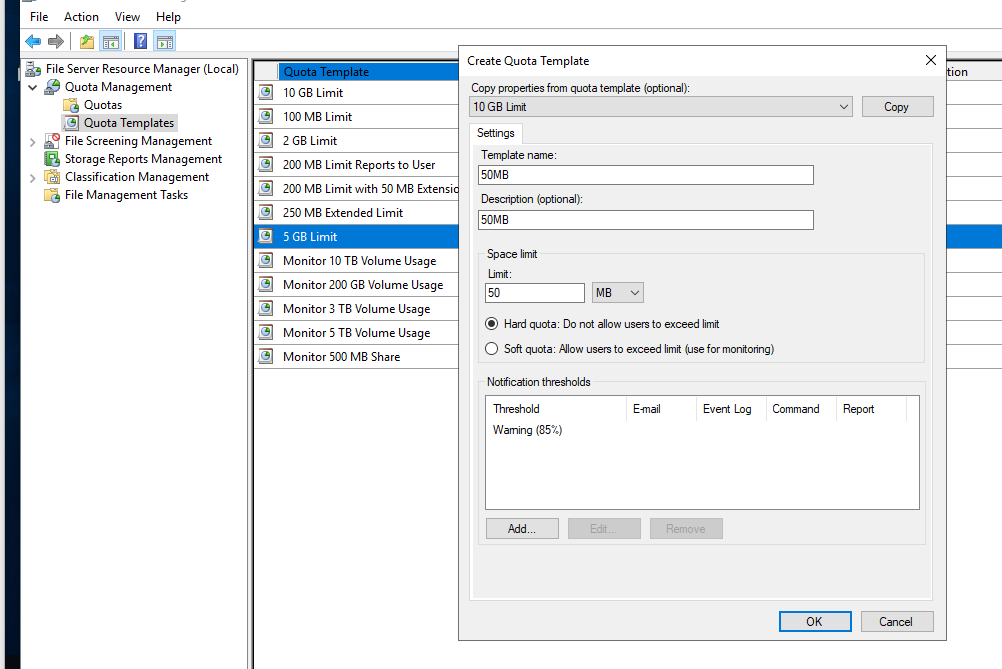 File Action View Help
File Server Resource Manager (Local)
Quota Management
Quotas
Quota Templates
File Screening Management
Storage Reports Management
Classification Management
File Management Tasks
Quota Template
10 GB Limit
100 MB Limit
2 GB Limit
200 MB Limit Reports to User
200 MB Limit with 50 MB Extensio
250 MB Extended Limit
5 GB Limit
Monitor 10 TB Volume Usage
Monitor 200 GB Volume Usage
Monitor 3 TB Volume Usage
Monitor 5 TB Volume Usage
Monitor 500 MB Share
tion
Create Quota Template
Copy properties from quota template (optional):
10 GB Limit Copy
Settings
Template name:
50MB
Description (optional):
50MB
Space limit
Limit:
50 MB
Hard quota: Do not allow users to exceed limit
Soft quota: Allow users to exceed limit (use for monitoring)
Notification thresholds
Threshold E-mail Event Log Command Report
Warning (85%)
Add... Edit... Remove
OK Cancel